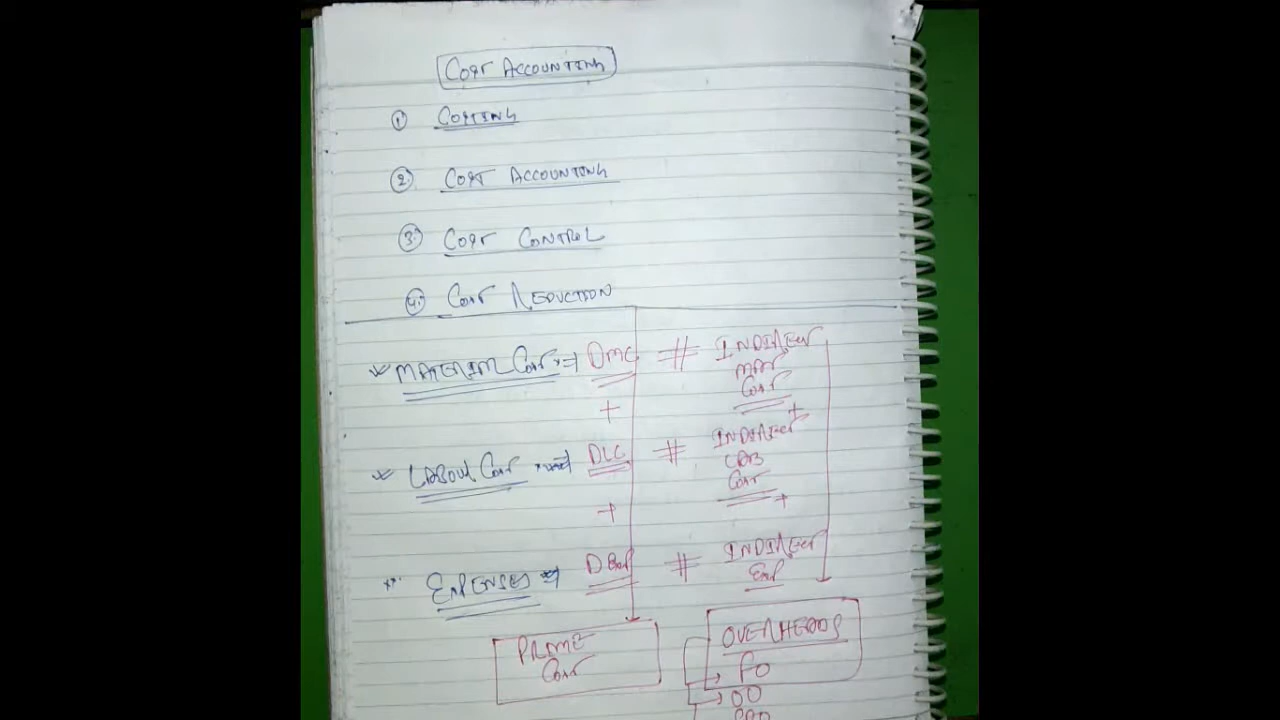 COST ACCOUNTING
① COSTING
② COST ACCOUNTING
③ COST CONTROL
④ COST REDUCTION
* MATERIAL COST ⇒ DMC # INDIRECT
MAT
COST
+ +
* LABOUR COST ⇒ DLC # INDIRECT
LAB
COST
+ +
* EXPENSES ⇒ DExp # INDIRECT
Exp
PRIME
COST
OVERHEADS
FO
OO